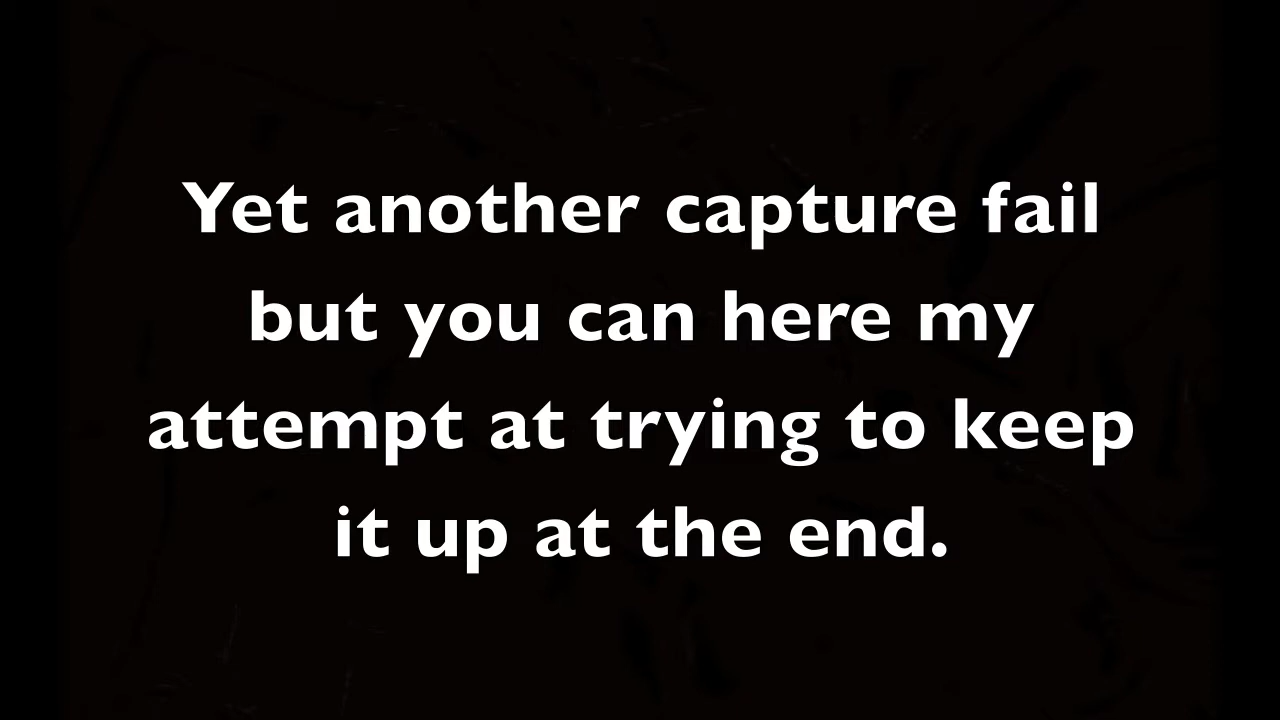 Yet another capture fail
but you can here my
attempt at trying to keep
it up at the end.